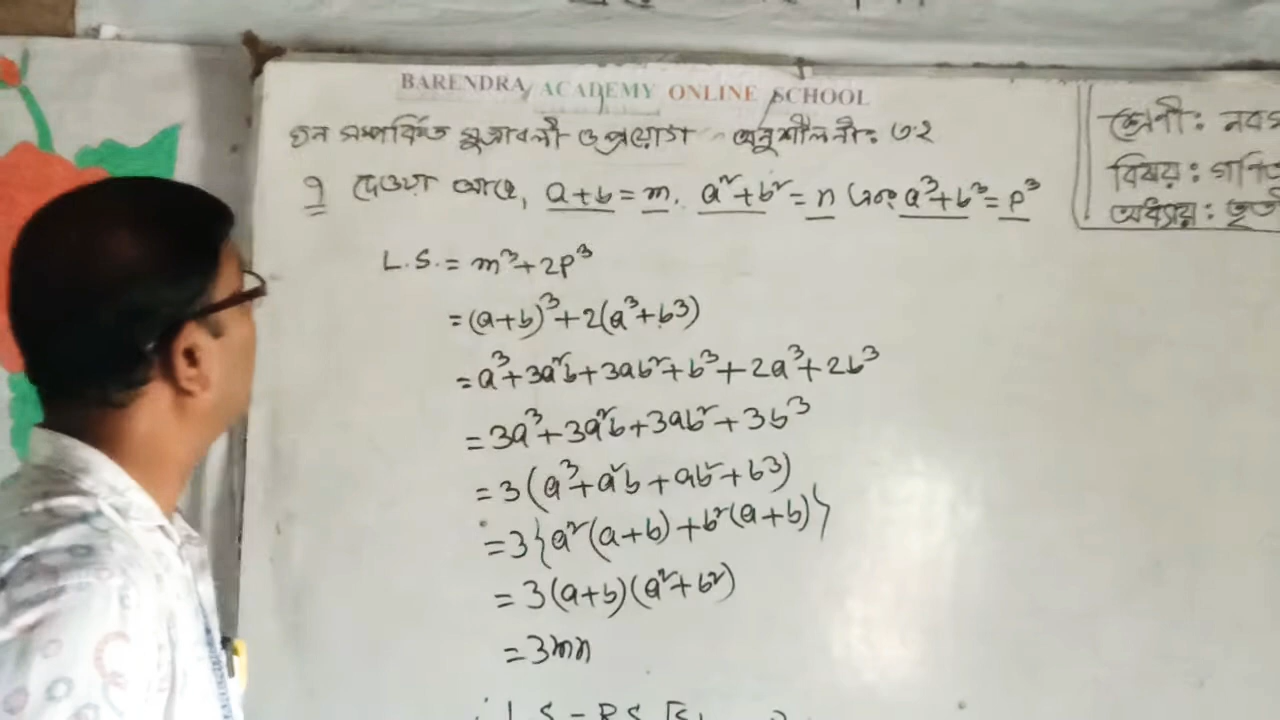 BARENDRA ACADEMY ONLINE SCHOOL
ঘন সম্পর্কিত সূত্রাবলী ও প্রয়োগ অনুশীলনী: ৩.২
শ্রেণী: নবম
বিষয়: গণিত
অধ্যায়:
৭ দেওয়া আছে, a+b=m. a²+b²=n এবং a³+b³=p³
L.S. = m³+2p³
=(a+b)³+2(a³+b³)
=a³+3a²b+3ab²+b³+2a³+2b³
=3a³+3a²b+3ab²+3b³
=3(a³+a²b+ab²+b³)
=3{a²(a+b)+b²(a+b)}
=3(a+b)(a²+b²)
=3mn
L.S = R.S